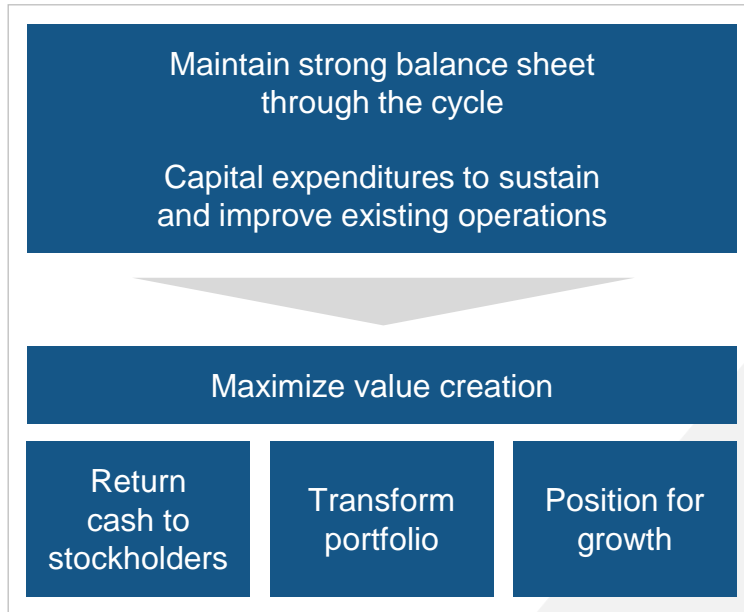 Maintain strong balance sheet
through the cycle
Capital expenditures to sustain
and improve existing operations
Maximize value creation
Return
cash to
stockholders
Transform
portfolio
Position for
growth